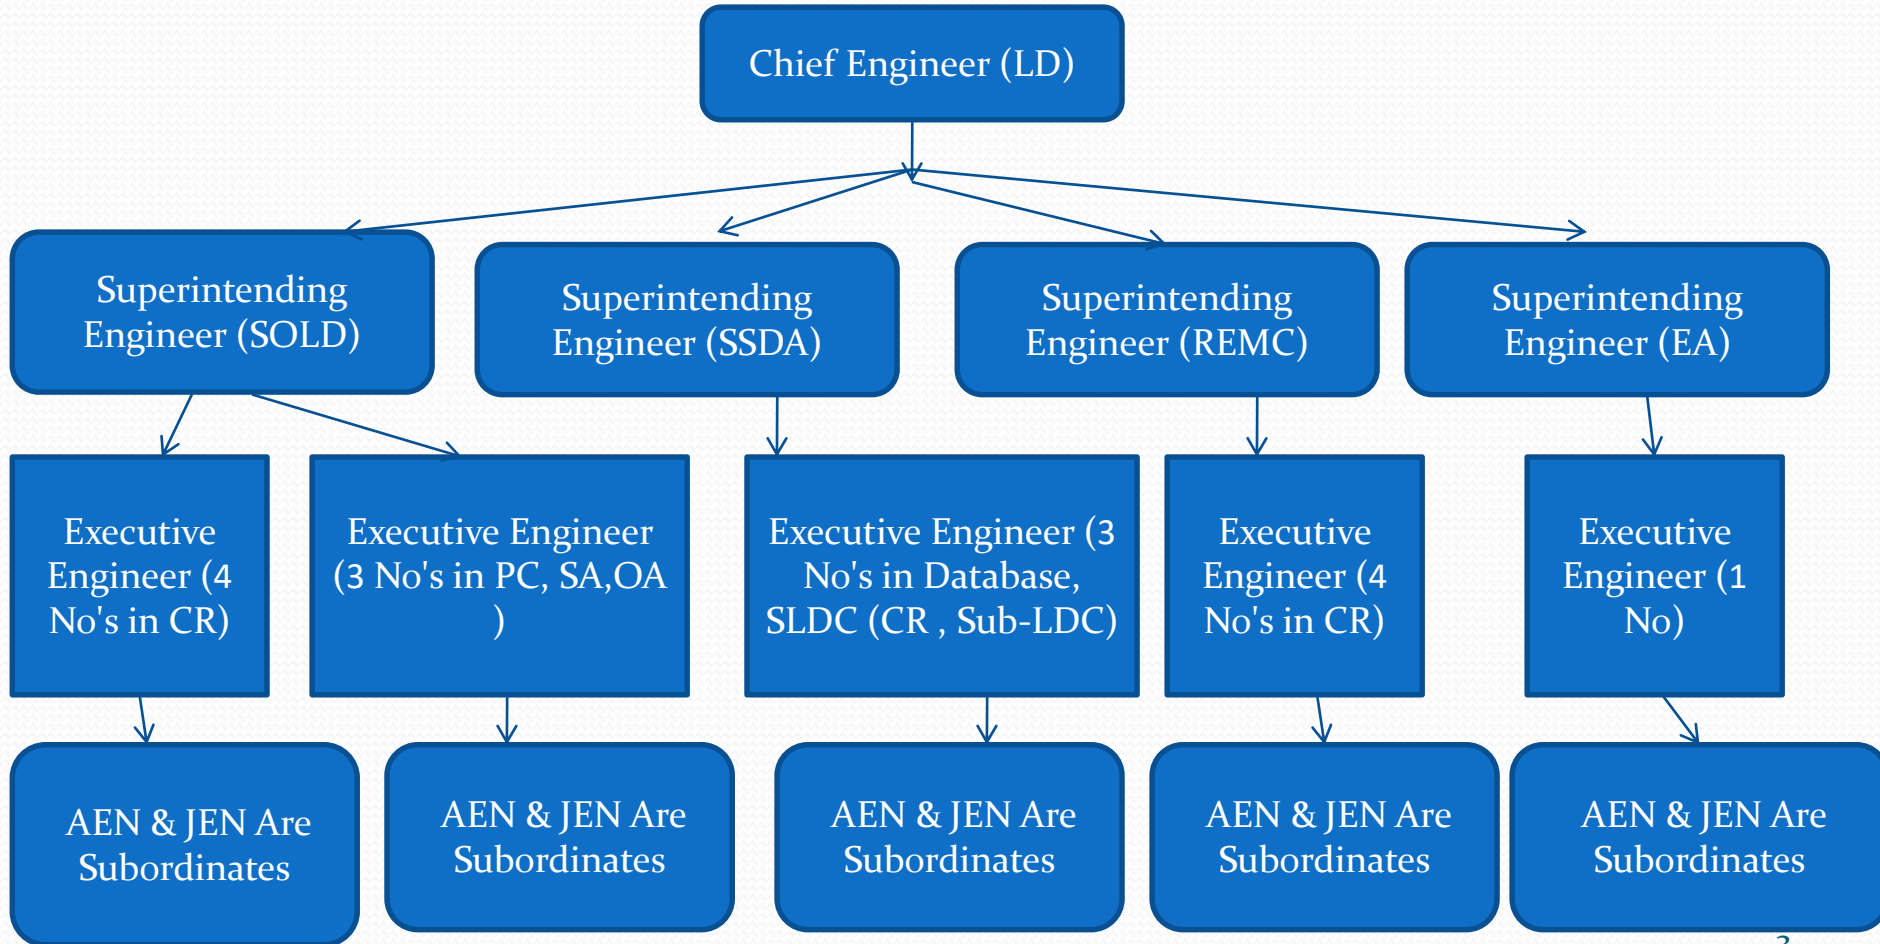 Chief Engineer (LD)
Superintending
Engineer (SOLD)
Superintending
Engineer (SSDA)
Superintending
Engineer (REMC)
Superintending
Engineer (EA)
Executive
Engineer (4
No's in CR)
Executive Engineer
(3 No's in PC, SA,OA
)
Executive Engineer (3
No's in Database,
SLDC (CR , Sub-LDC)
Executive
Engineer (4
No's in CR)
Executive
Engineer (1
No)
AEN & JEN Are
Subordinates
AEN & JEN Are
Subordinates
AEN & JEN Are
Subordinates
AEN & JEN Are
Subordinates
AEN & JEN Are
Subordinates